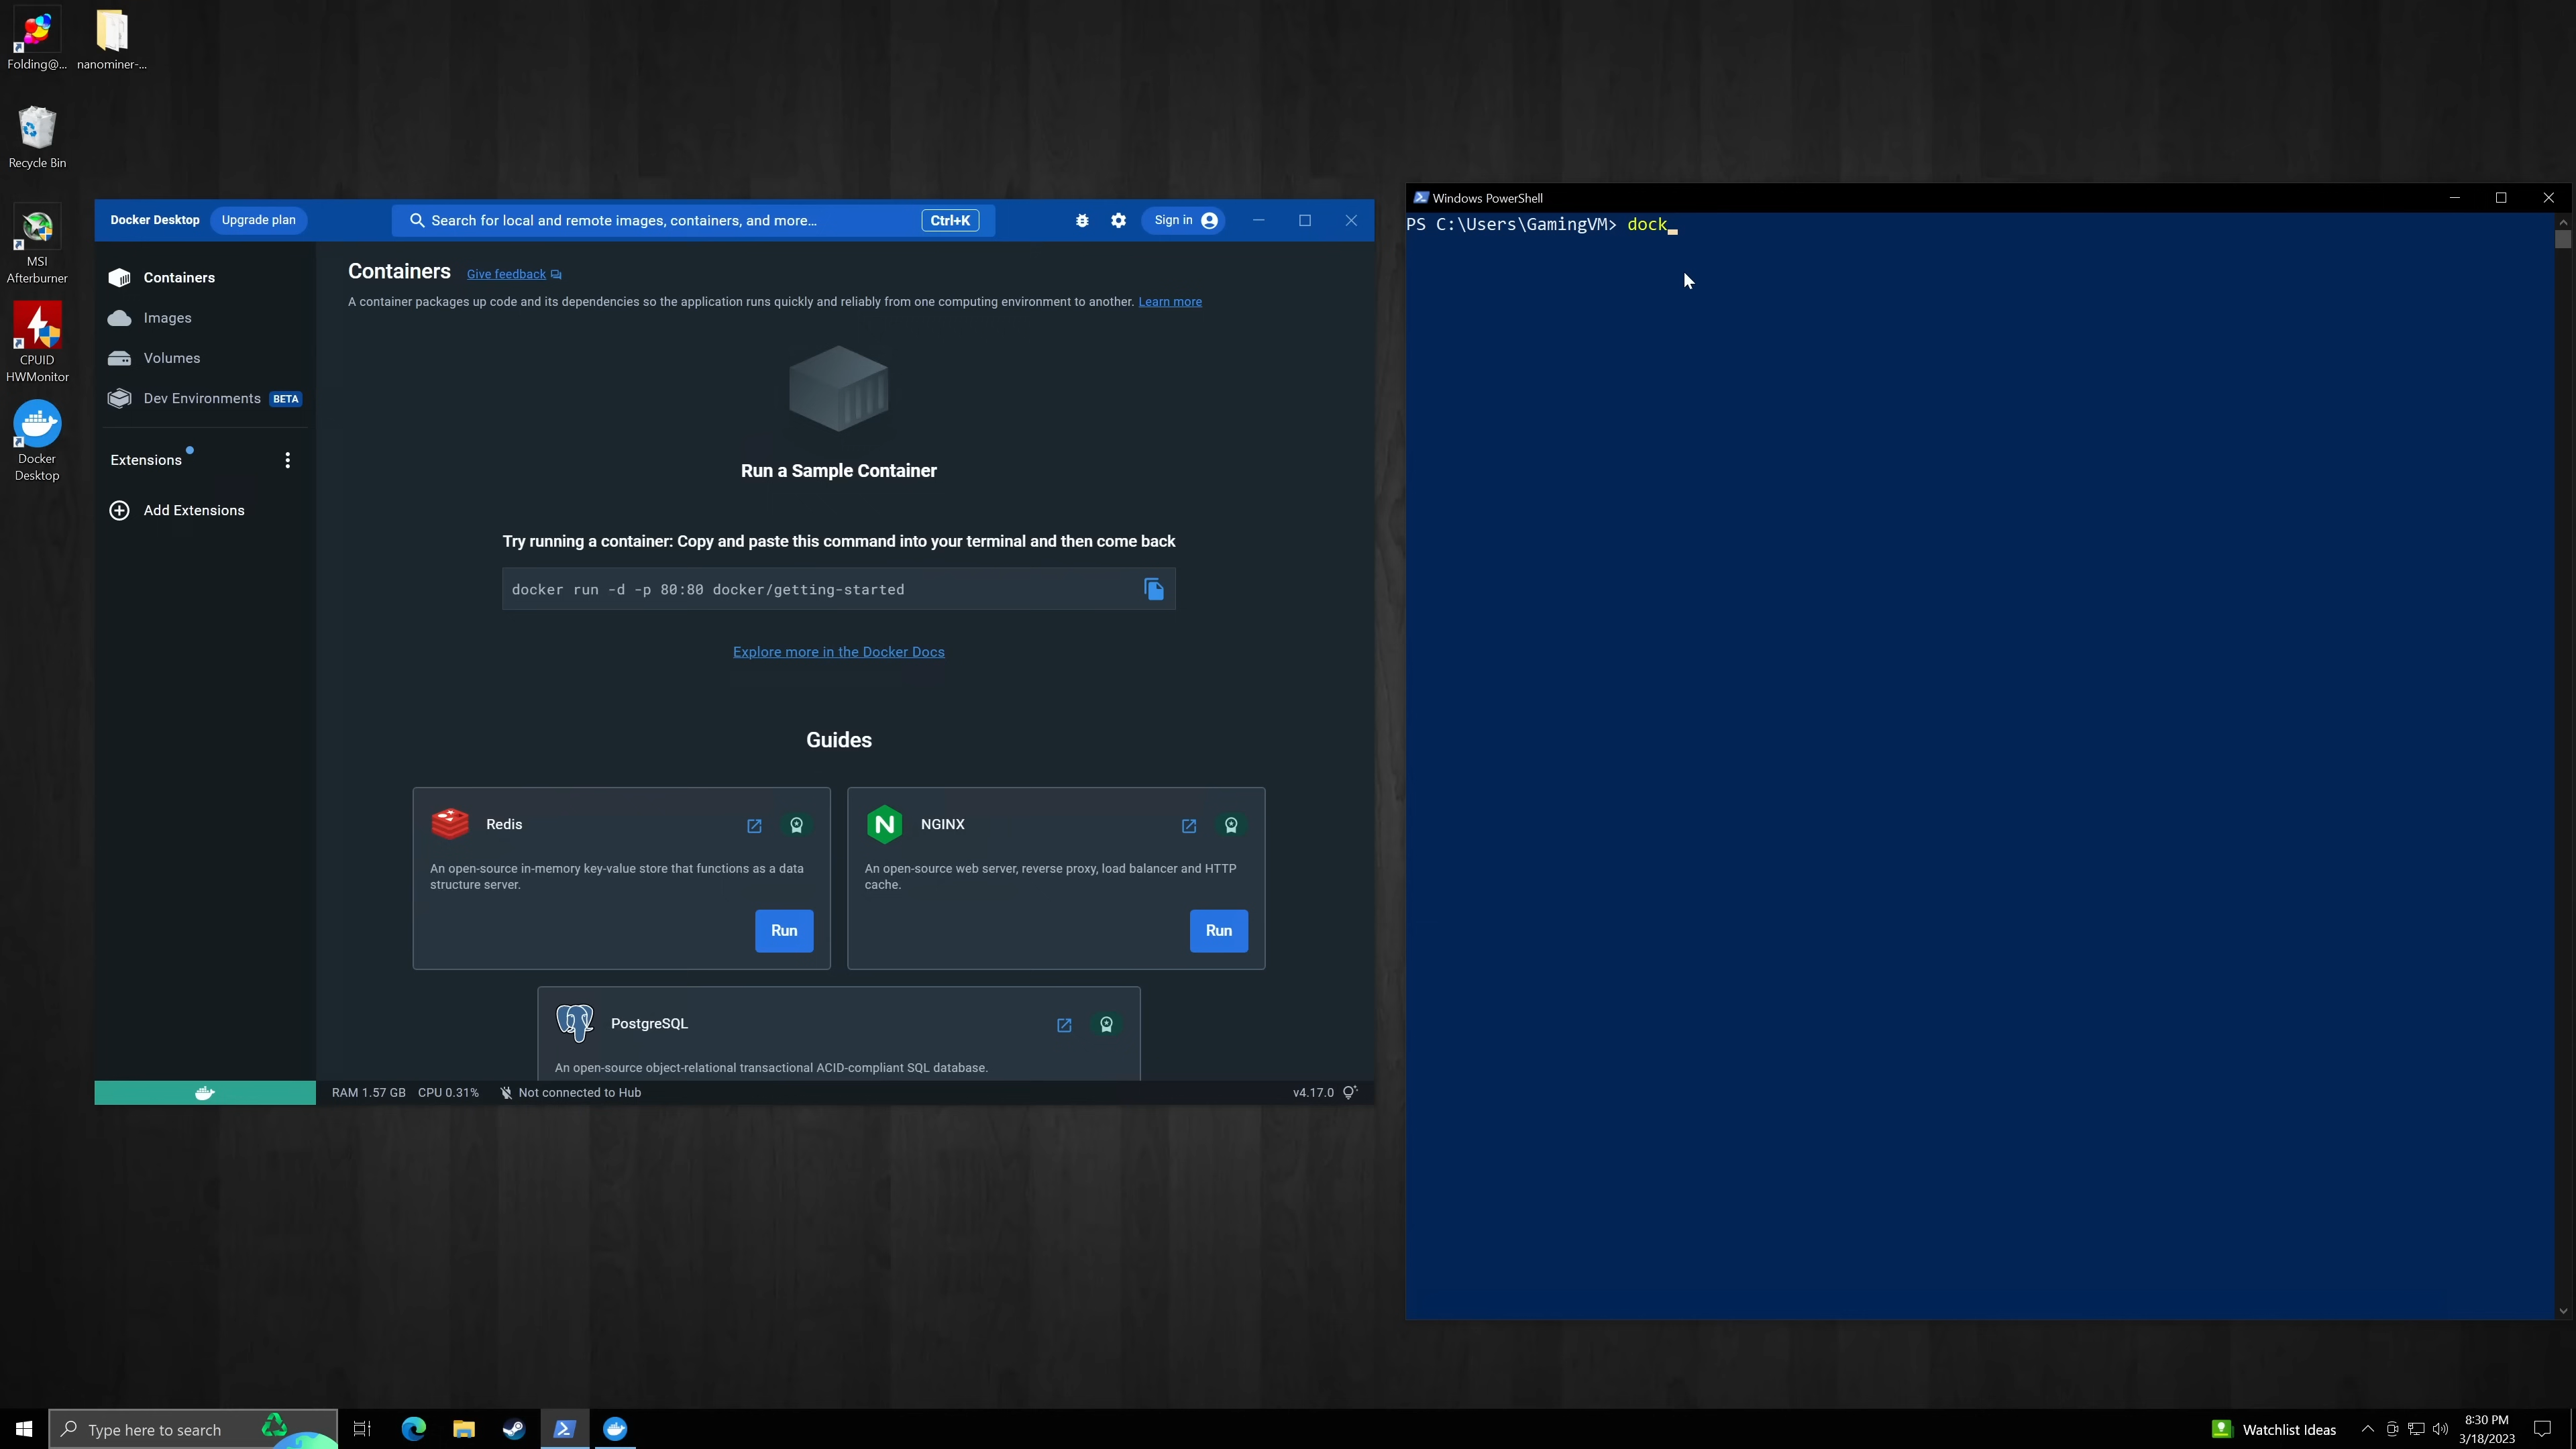 Folding@...
nanominer-...
Recycle Bin
MSI
Afterburner
CPUID
HWMonitor
Docker
Desktop
Docker Desktop
Upgrade plan
Search for local and remote images, containers, and more...
Ctrl+K
Sign in
Containers
Images
Volumes
Dev Environments
BETA
Extensions
Add Extensions
Containers
Give feedback
A container packages up code and its dependencies so the application runs quickly and reliably from one computing environment to another. Learn more
Run a Sample Container
Try running a container: Copy and paste this command into your terminal and then come back
docker run -d -p 80:80 docker/getting-started
Explore more in the Docker Docs
Guides
Redis
An open-source in-memory key-value store that functions as a data
structure server.
Run
NGINX
An open-source web server, reverse proxy, load balancer and HTTP
cache.
Run
PostgreSQL
An open-source object-relational transactional ACID-compliant SQL database.
RAM 1.57 GB CPU 0.31% Not connected to Hub
v4.17.0
Windows PowerShell
PS C:\Users\GamingVM> dock
Type here to search
Watchlist Ideas
8:30 PM
3/18/2023